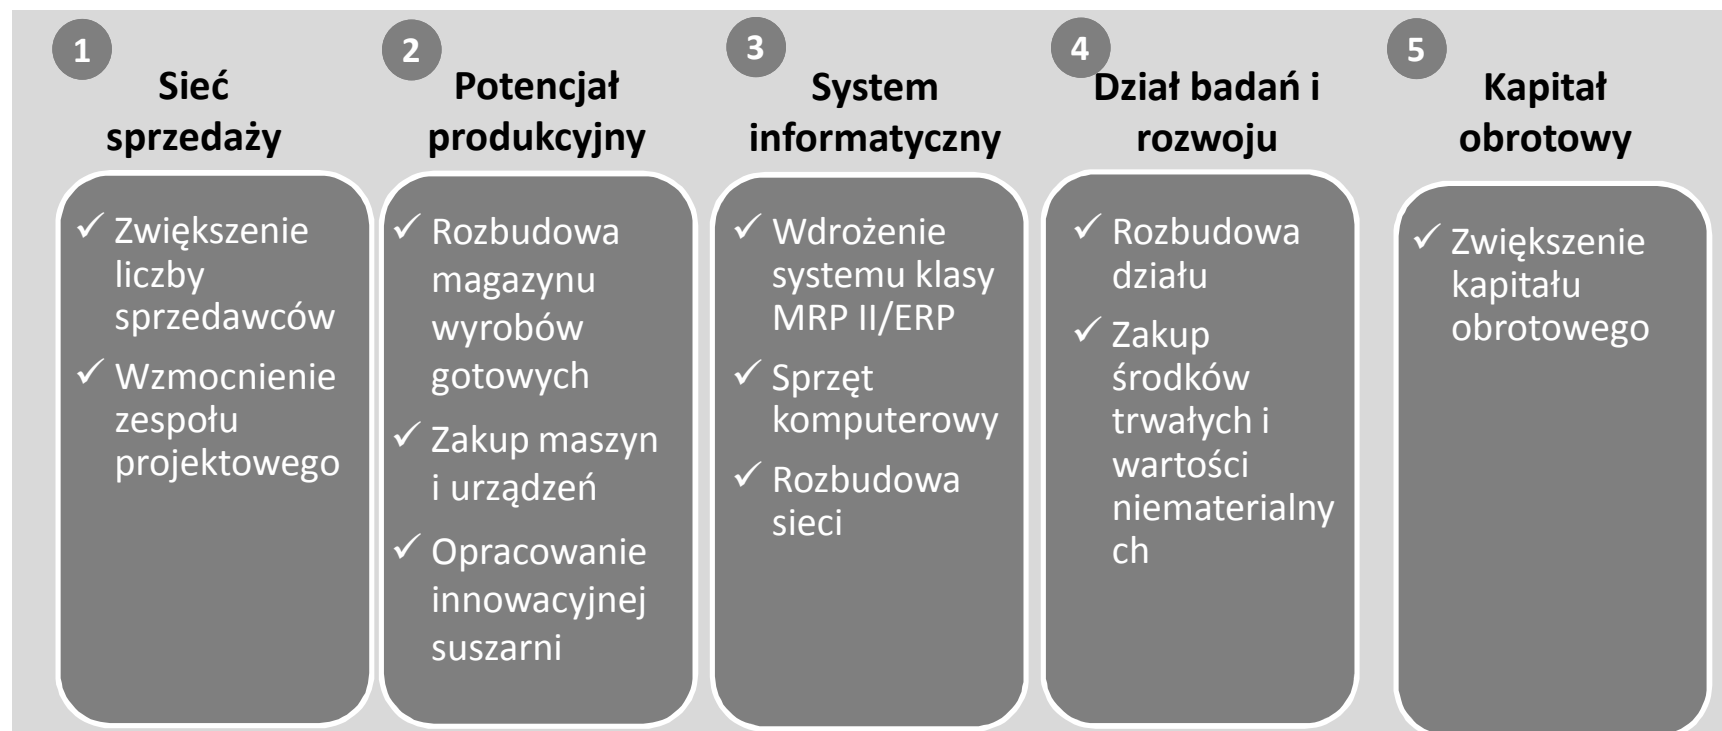 1
Sieć
sprzedaży
✓ Zwiększenie
liczby
sprzedawców
✓ Wzmocnienie
zespołu
projektowego
2
Potencjał
produkcyjny
✓ Rozbudowa
magazynu
wyrobów
gotowych
✓ Zakup maszyn
i urządzeń
✓ Opracowanie
innowacyjnej
suszarni
3
System
informatyczny
✓ Wdrożenie
systemu klasy
MRP II/ERP
✓ Sprzęt
komputerowy
✓ Rozbudowa
sieci
4
Dział badań i
rozwoju
✓ Rozbudowa
działu
✓ Zakup
środków
trwałych i
wartości
niematerialny
ch
5
Kapitał
obrotowy
✓ Zwiększenie
kapitału
obrotowego